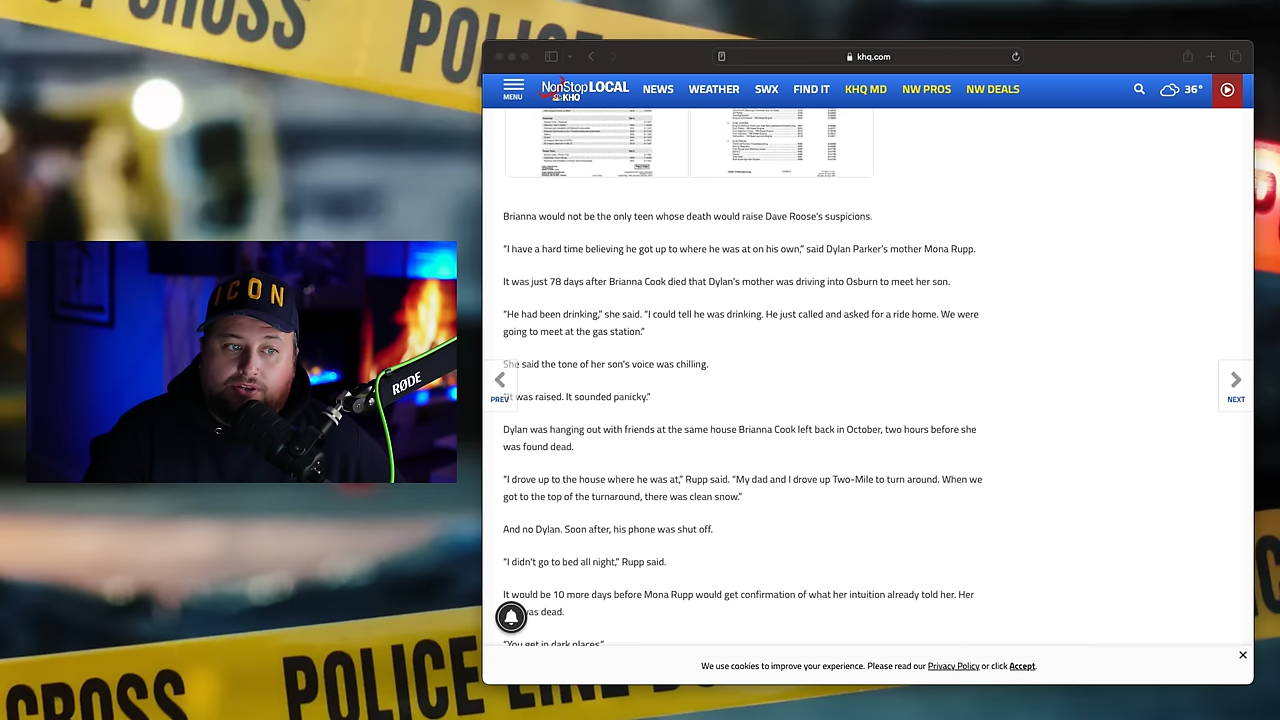 CROSS
POLI
khq.com
MENU
NonStop LOCAL
KHQ
NEWS
WEATHER
SWX
FIND IT
KHQ MD
NW PROS
NW DEALS
36°
Brianna would not be the only teen whose death would raise Dave Roose's suspicions.
“I have a hard time believing he got up to where he was at on his own,” said Dylan Parker’s mother Mona Rupp.
It was just 78 days after Brianna Cook died that Dylan’s mother was driving into Osburn to meet her son.
“He had been drinking,” she said. “I could tell he was drinking. He just called and asked for a ride home. We were
going to meet at the gas station.”
She said the tone of her son's voice was chilling.
was raised. It sounded panicky.”
PREV
NEXT
Dylan was hanging out with friends at the same house Brianna Cook left back in October, two hours before she
was found dead.
“I drove up to the house where he was at,” Rupp said. “My dad and I drove up Two-Mile to turn around. When we
got to the top of the turnaround, there was clean snow.”
And no Dylan. Soon after, his phone was shut off.
“I didn't go to bed all night,” Rupp said.
It would be 10 more days before Mona Rupp would get confirmation of what her intuition already told her. Her
was dead.
“You get in dark places”
We use cookies to improve your experience. Please read our Privacy Policy or click Accept.
ICON
RØDE
CROSS
POLICE LINE DO